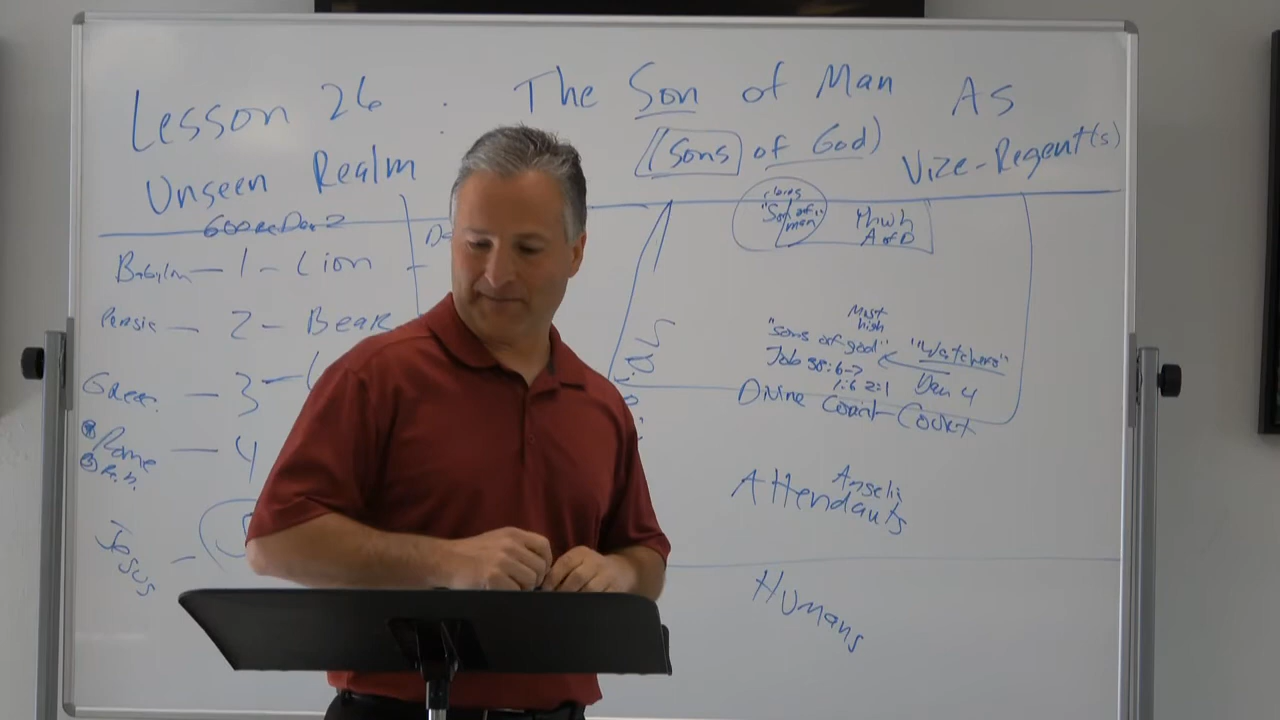 Lesson 26 : The Son of Man As
Unseen Realm (Sons of God) Vize-Regent(s)
Babylon — 1 - Lion
Persia — 2 - Bear
Greece — 3 -
Rome — 4
Jesus -
"Son of man"
Yhwh
Most high
"sons of god" "Watchers"
Job 38:6-7 Dan 4
1:6 2:1
Divine Court
Angelic
Attendants
Humans